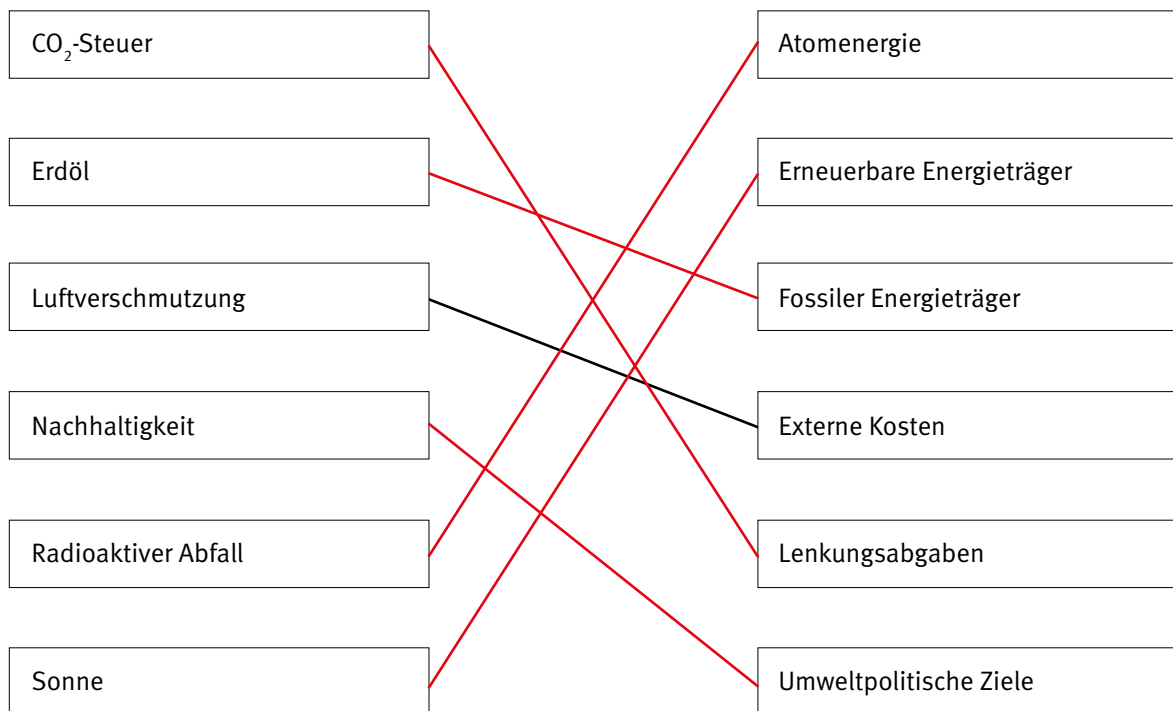 CO₂-Steuer
Atomenergie
Erdöl
Erneuerbare Energieträger
Luftverschmutzung
Fossiler Energieträger
Nachhaltigkeit
Externe Kosten
Radioaktiver Abfall
Lenkungsabgaben
Sonne
Umweltpolitische Ziele